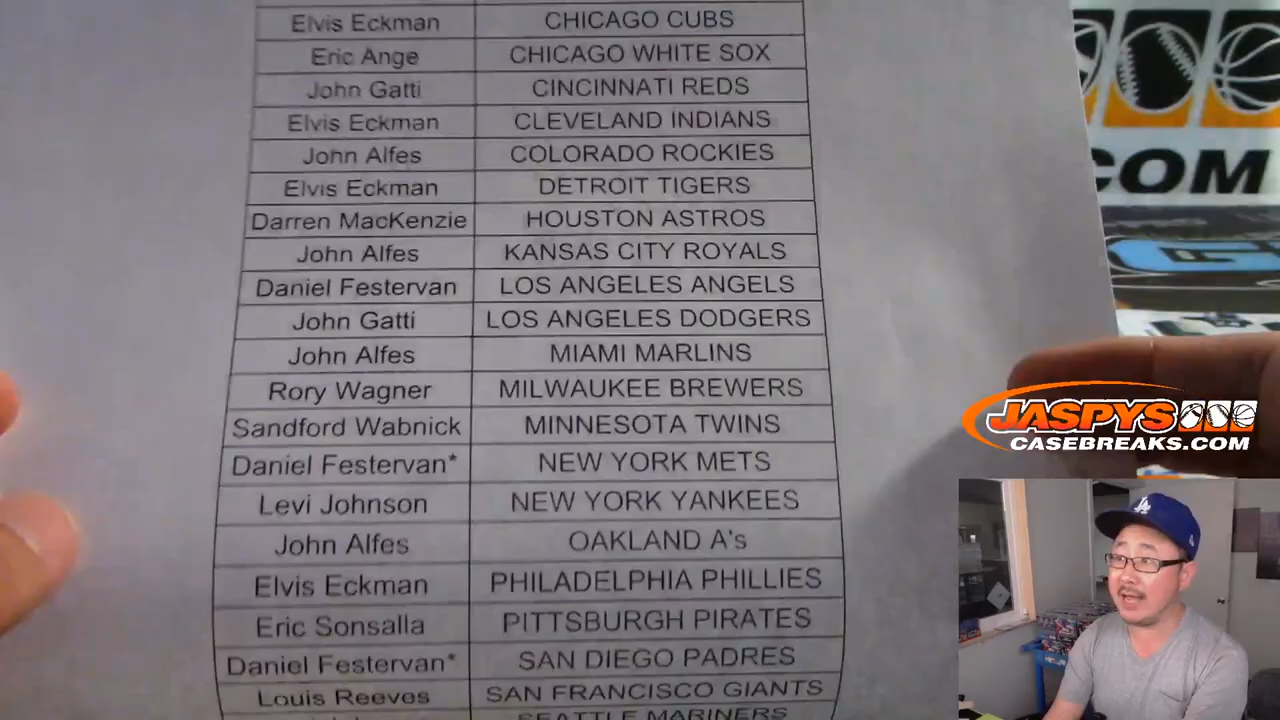 Elvis Eckman CHICAGO CUBS
Eric Ange CHICAGO WHITE SOX
John Gatti CINCINNATI REDS
Elvis Eckman CLEVELAND INDIANS
John Alfes COLORADO ROCKIES
Elvis Eckman DETROIT TIGERS
Darren MacKenzie HOUSTON ASTROS
John Alfes KANSAS CITY ROYALS
Daniel Festervan LOS ANGELES ANGELS
John Gatti LOS ANGELES DODGERS
John Alfes MIAMI MARLINS
Rory Wagner MILWAUKEE BREWERS
Sandford Wabnick MINNESOTA TWINS
Daniel Festervan* NEW YORK METS
Levi Johnson NEW YORK YANKEES
John Alfes OAKLAND A's
Elvis Eckman PHILADELPHIA PHILLIES
Eric Sonsalla PITTSBURGH PIRATES
Daniel Festervan* SAN DIEGO PADRES
Louis Reeves SAN FRANCISCO GIANTS
SEATTLE MARINERS
COM
JASPYS
CASEBREAKS.COM
LA